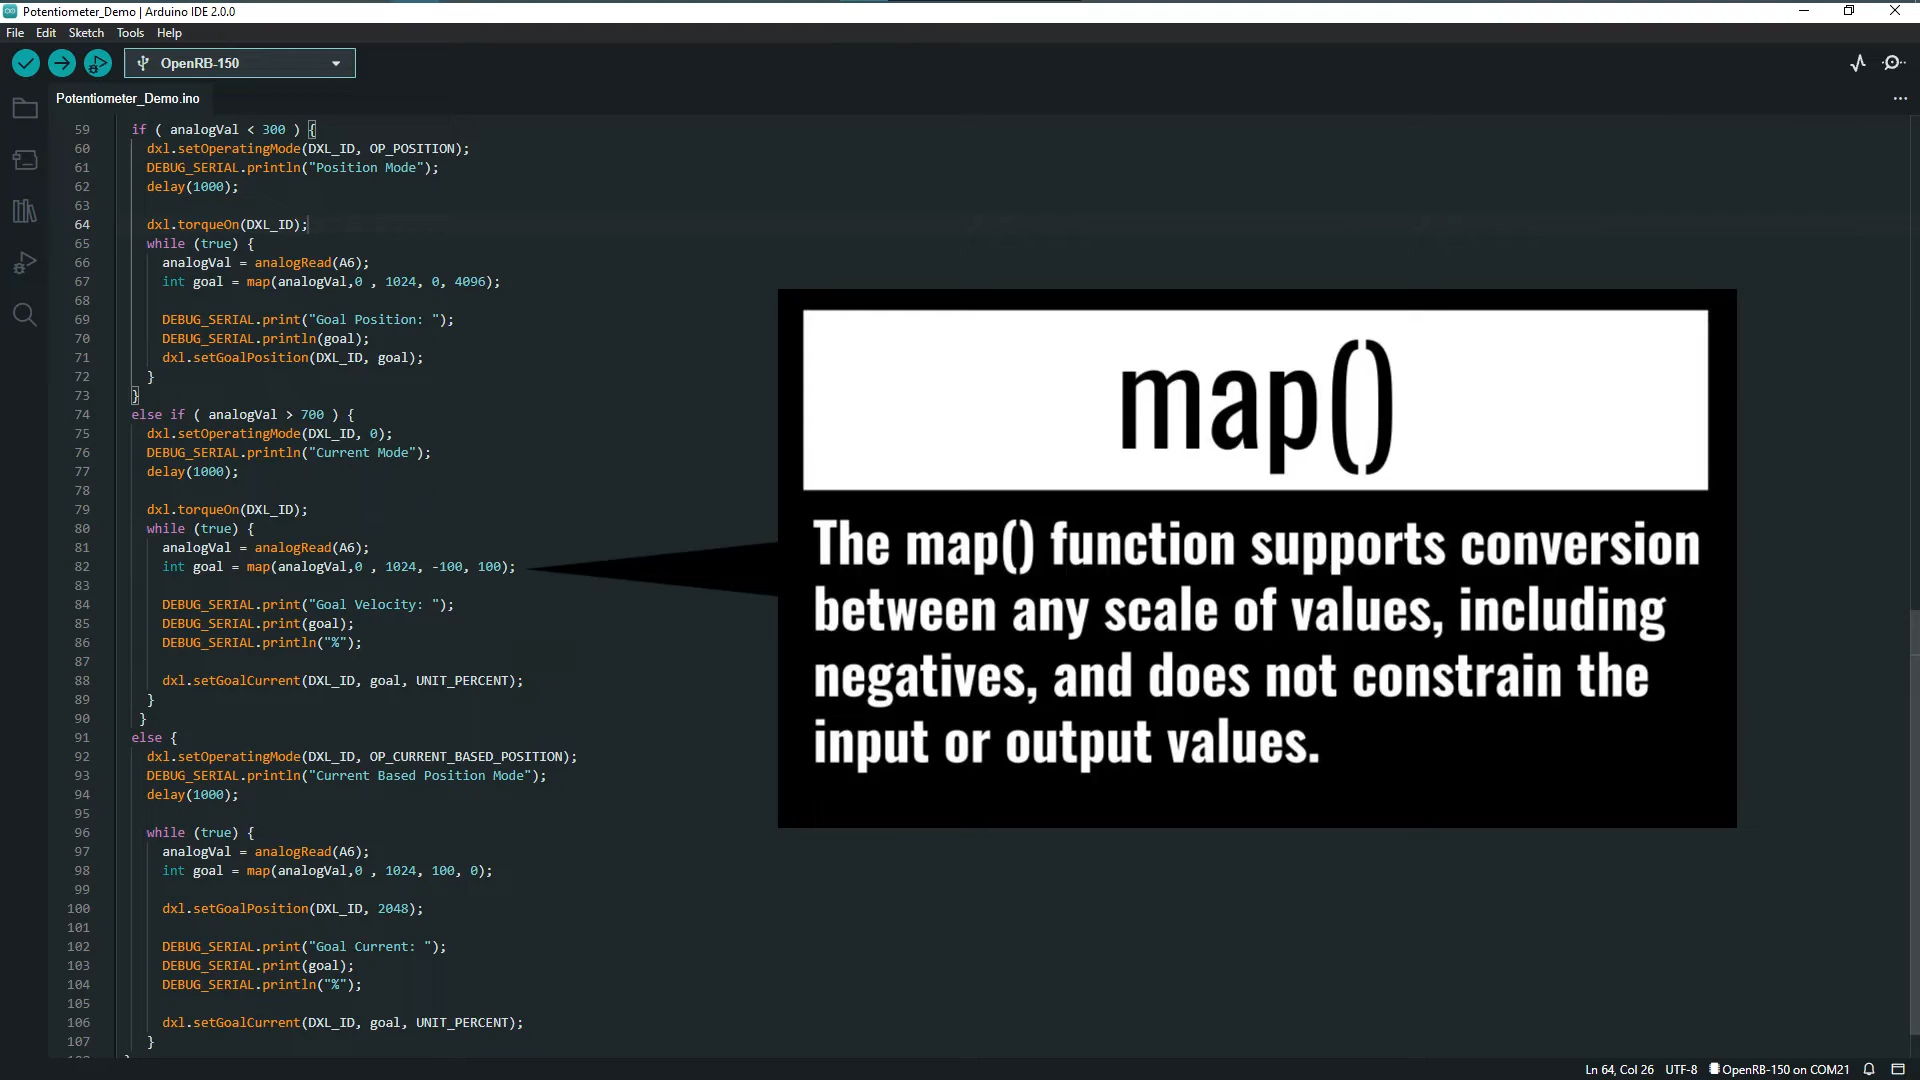 Potentiometer_Demo | Arduino IDE 2.0.0
File Edit Sketch Tools Help
OpenRB-150
Potentiometer_Demo.ino
59 if ( analogVal < 300 ) {
60 dxl.setOperatingMode(DXL_ID, OP_POSITION);
61 DEBUG_SERIAL.println("Position Mode");
62 delay(1000);
63
64 dxl.torqueOn(DXL_ID);
65 while (true) {
66 analogVal = analogRead(A6);
67 int goal = map(analogVal,0 , 1024, 0, 4096);
68
69 DEBUG_SERIAL.print("Goal Position: ");
70 DEBUG_SERIAL.println(goal);
71 dxl.setGoalPosition(DXL_ID, goal);
72 }
73 }
74 else if ( analogVal > 700 ) {
75 dxl.setOperatingMode(DXL_ID, 0);
76 DEBUG_SERIAL.println("Current Mode");
77 delay(1000);
78
79 dxl.torqueOn(DXL_ID);
80 while (true) {
81 analogVal = analogRead(A6);
82 int goal = map(analogVal,0 , 1024, -100, 100);
83
84 DEBUG_SERIAL.print("Goal Velocity: ");
85 DEBUG_SERIAL.print(goal);
86 DEBUG_SERIAL.println("%");
87
88 dxl.setGoalCurrent(DXL_ID, goal, UNIT_PERCENT);
89 }
90 }
91 else {
92 dxl.setOperatingMode(DXL_ID, OP_CURRENT_BASED_POSITION);
93 DEBUG_SERIAL.println("Current Based Position Mode");
94 delay(1000);
95
96 while (true) {
97 analogVal = analogRead(A6);
98 int goal = map(analogVal,0 , 1024, 100, 0);
99
100 dxl.setGoalPosition(DXL_ID, 2048);
101
102 DEBUG_SERIAL.print("Goal Current: ");
103 DEBUG_SERIAL.print(goal);
104 DEBUG_SERIAL.println("%");
105
106 dxl.setGoalCurrent(DXL_ID, goal, UNIT_PERCENT);
107 }
map()
The map() function supports conversion
between any scale of values, including
negatives, and does not constrain the
input or output values.
Ln 64, Col 26 UTF-8 OpenRB-150 on COM21